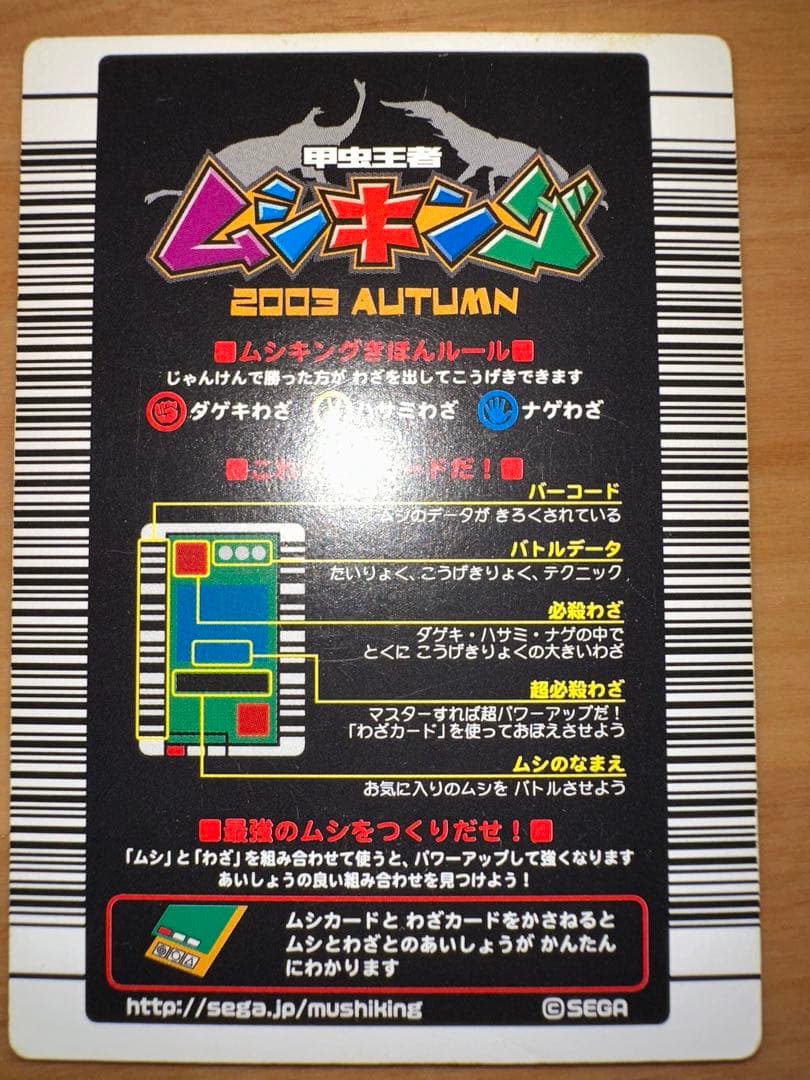 甲虫王者
ムシキング
2003 AUTUMN
■ムシキングきほんルール■
じゃんけんで勝った方が わざを出してこうげきできます
ダゲキわざ ハサミわざ ナゲわざ
■これ ードだ！■
バーコード
ムシのデータが きろくされている
バトルデータ
たいりょく、こうげきりょく、テクニック
必殺わざ
ダゲキ・ハサミ・ナゲの中で
とくに こうげきりょくの大きいわざ
超必殺わざ
マスターすれば超パワーアップだ！
「わざカード」を使っておぼえさせよう
ムシのなまえ
お気に入りのムシを バトルさせよう
■最強のムシをつくりだせ！■
「ムシ」と「わざ」を組み合わせて使うと、パワーアップして強くなります
あいしょうの良い組み合わせを見つけよう！
ムシカードと わざカードをかさねると
ムシとわざとのあいしょうが かんたん
にわかります
http://sega.jp/mushiking ©SEGA